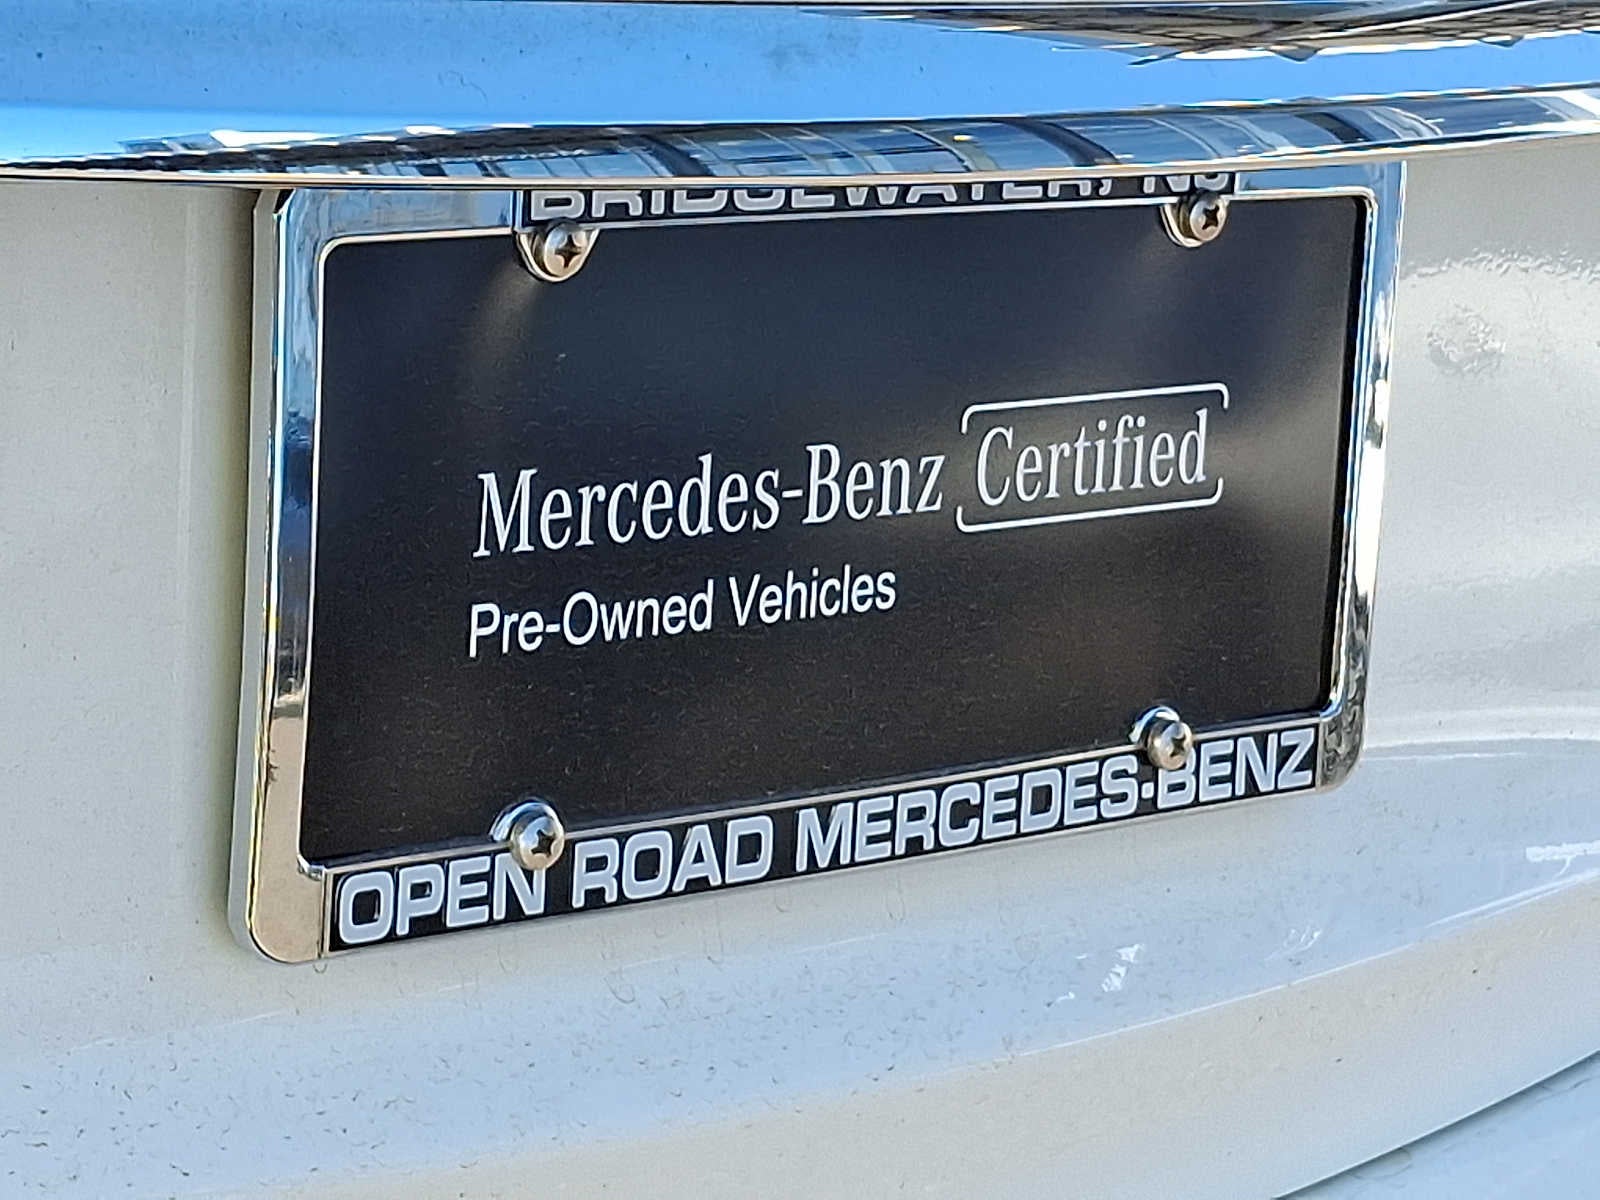 BRIDGEWATER, NJ
Mercedes-Benz Certified
Pre-Owned Vehicles
OPEN ROAD MERCEDES-BENZ